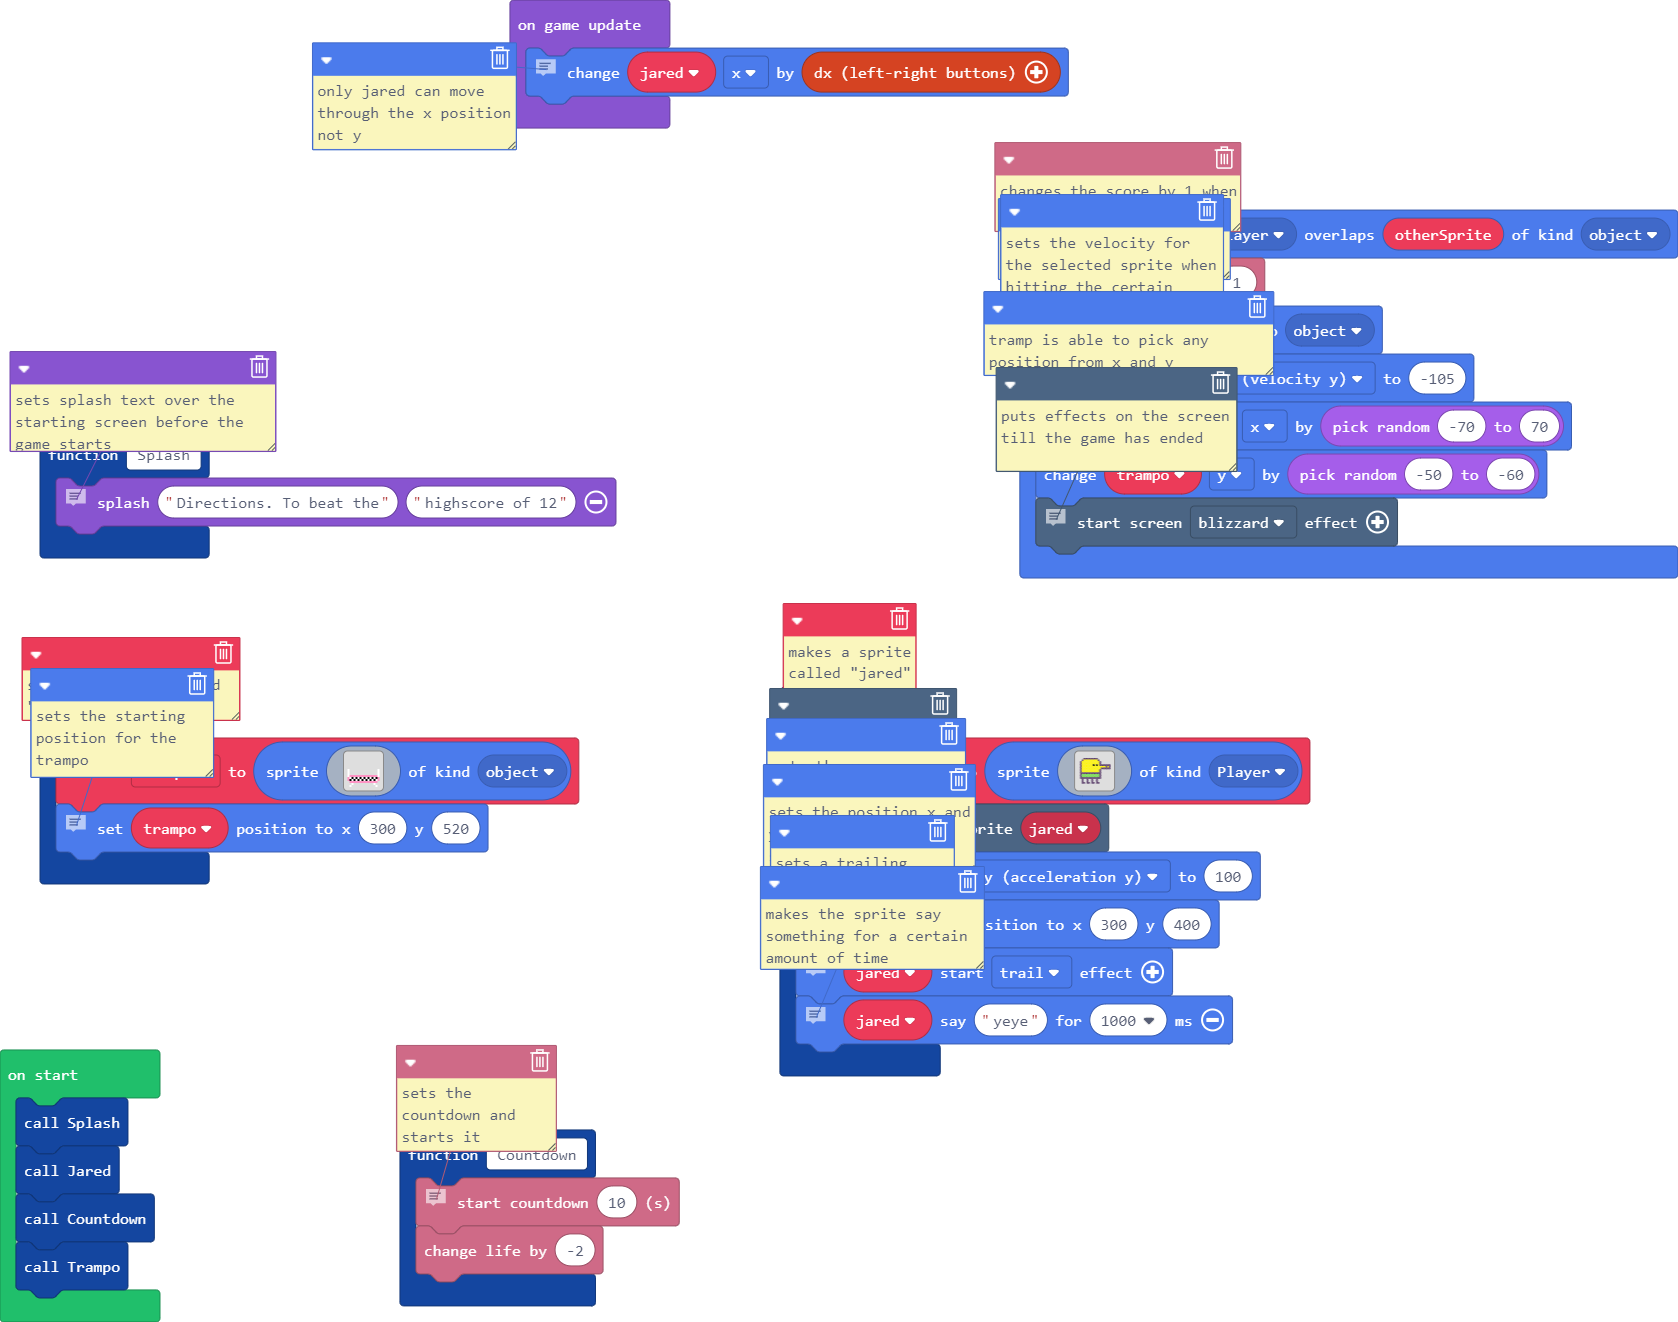 on game update
change jared x by dx (left-right buttons)
only jared can move
through the x position
not y
changes the score by 1 when
overlaps otherSprite of kind object
sets the velocity for
the selected sprite when
hitting the certain
1
tramp is able to pick any
position from x and y
object
(velocity y) to -105
x by pick random -70 to 70
puts effects on the screen
till the game has ended
change trampo y by pick random -50 to -60
start screen blizzard effect
sets splash text over the
starting screen before the
game starts
function Splash
splash "Directions. To beat the" "highscore of 12"
sets the starting
position for the
trampo
to sprite of kind object
set trampo position to x 300 y 520
makes a sprite
called "jared"
sprite of kind Player
sets the position x and
jared
sets a trailing
y (acceleration y) to 100
makes the sprite say
something for a certain
amount of time
to x 300 y 400
jared start trail effect
jared say "yeye" for 1000 ms
on start
call Splash
call Jared
call Countdown
call Trampo
sets the
countdown and
starts it
function Countdown
start countdown 10 (s)
change life by -2